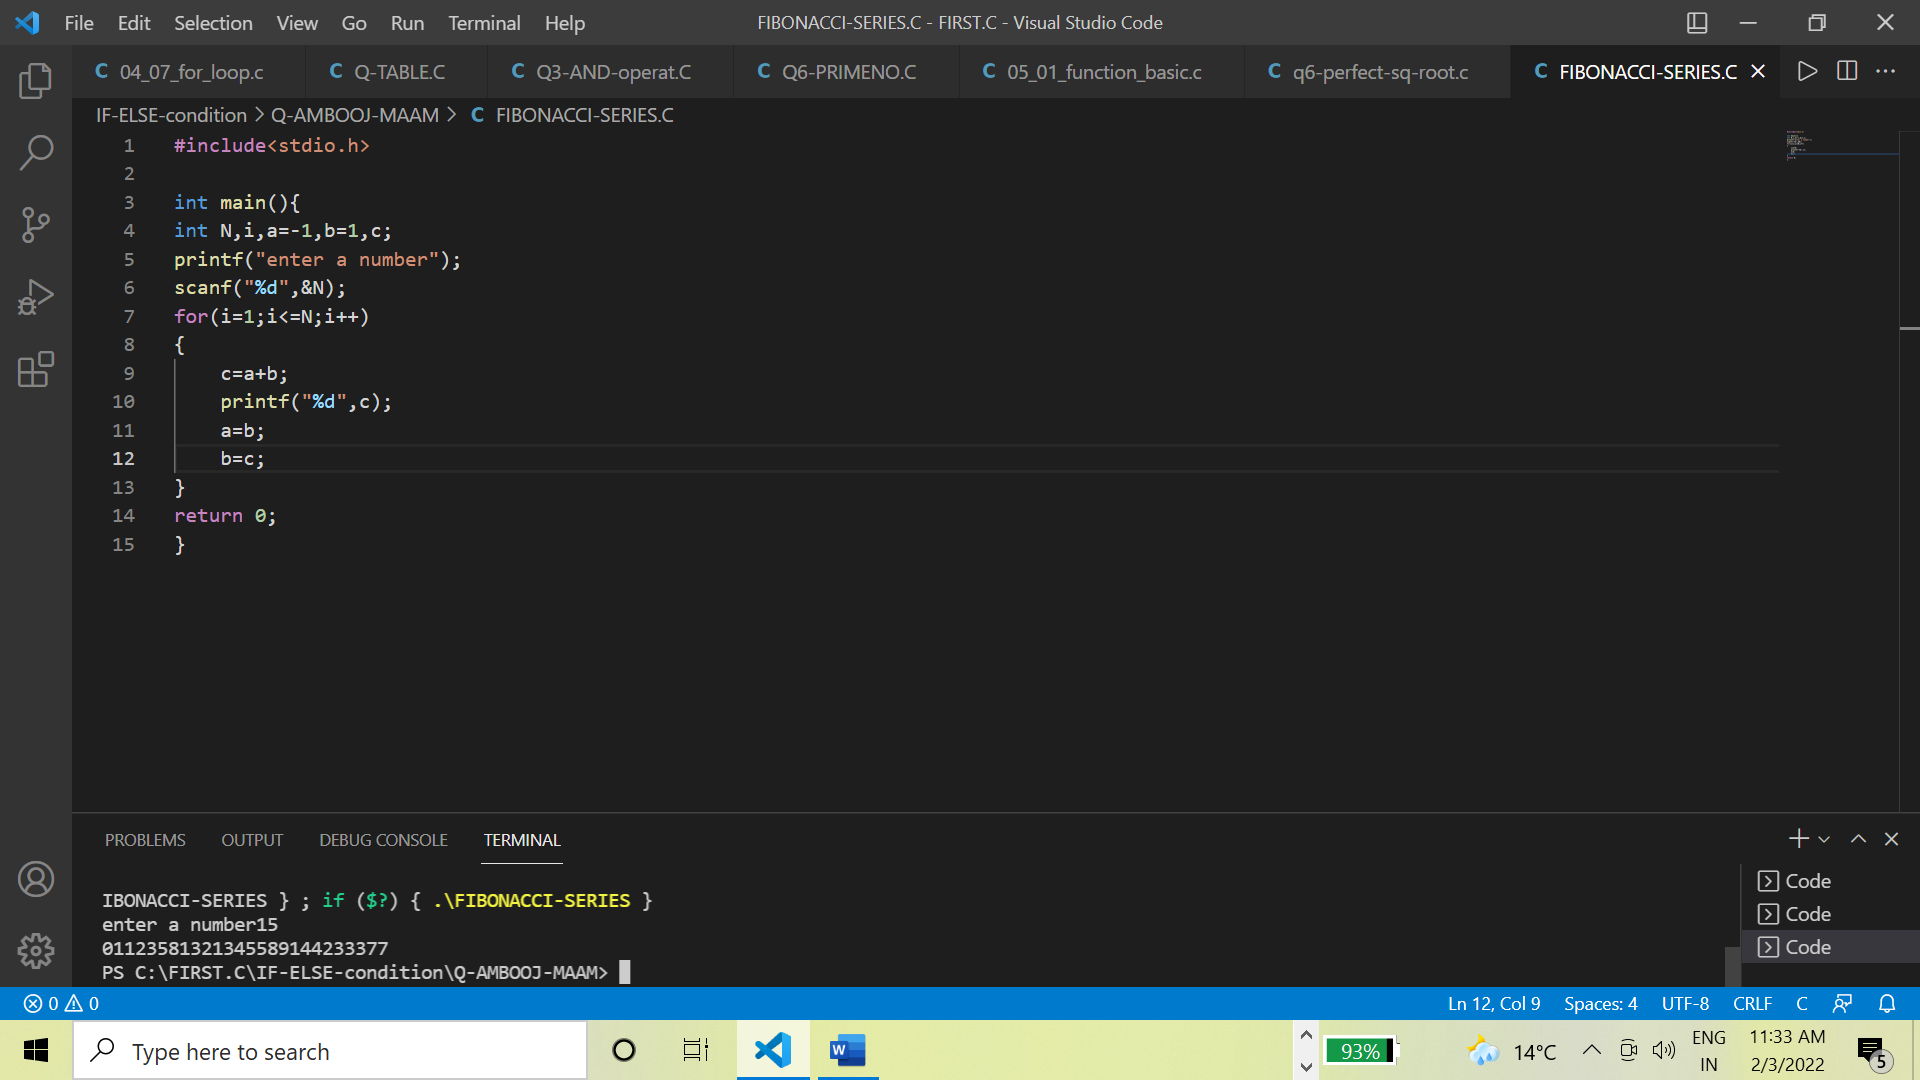 File Edit Selection View Go Run Terminal Help FIBONACCI-SERIES.C - FIRST.C - Visual Studio Code
C 04_07_for_loop.c C Q-TABLE.C C Q3-AND-operat.C C Q6-PRIMENO.C C 05_01_function_basic.c C q6-perfect-sq-root.c C FIBONACCI-SERIES.C
IF-ELSE-condition > Q-AMBOOJ-MAAM > C FIBONACCI-SERIES.C
1 #include<stdio.h>
2
3 int main(){
4 int N,i,a=-1,b=1,c;
5 printf("enter a number");
6 scanf("%d",&N);
7 for(i=1;i<=N;i++)
8 {
9 c=a+b;
10 printf("%d",c);
11 a=b;
12 b=c;
13 }
14 return 0;
15 }
PROBLEMS OUTPUT DEBUG CONSOLE TERMINAL
IBONACCI-SERIES } ; if ($?) { .\FIBONACCI-SERIES }
enter a number15
01123581321345589144233377
PS C:\FIRST.C\IF-ELSE-condition\Q-AMBOOJ-MAAM>
Code
Code
Code
0 0 Ln 12, Col 9 Spaces: 4 UTF-8 CRLF C
Type here to search W 93% 14°C ENG IN 11:33 AM 2/3/2022 5